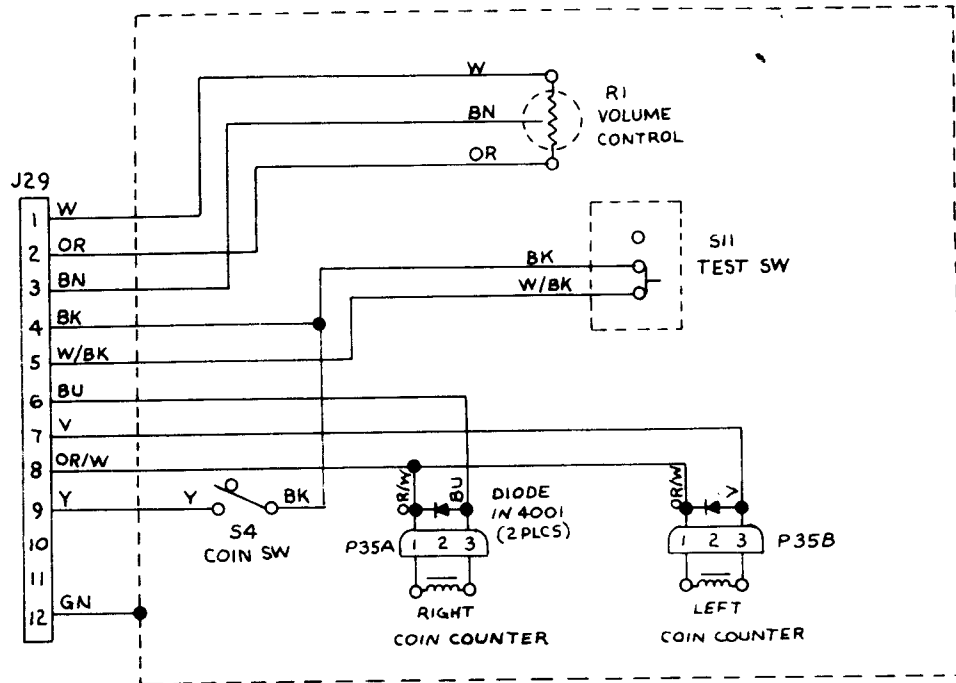 W
R1
VOLUME
CONTROL
BN
OR
J29
1 W
2 OR
3 BN
4 BK
5 W/BK
6 BU
7 V
8 OR/W
9 Y
10
11
12 GN
BK
W/BK
S11
TEST SW
Y
BK
S4
COIN SW
OR/W
BU
DIODE
IN 4001
(2 PLCS)
P35A
1 2 3
RIGHT
COIN COUNTER
OR/W
V
1 2 3
P35B
LEFT
COIN COUNTER